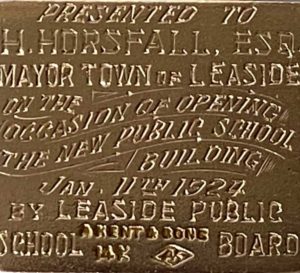 PRESENTED TO
H. HORSFALL, ESQ
MAYOR TOWN OF LEASIDE
ON THE
OCCASION OF OPENING
THE NEW PUBLIC SCHOOL
BUILDING
JAN. 11TH 1924
BY LEASIDE PUBLIC
SCHOOL BOARD
A KENT & SONS
14K